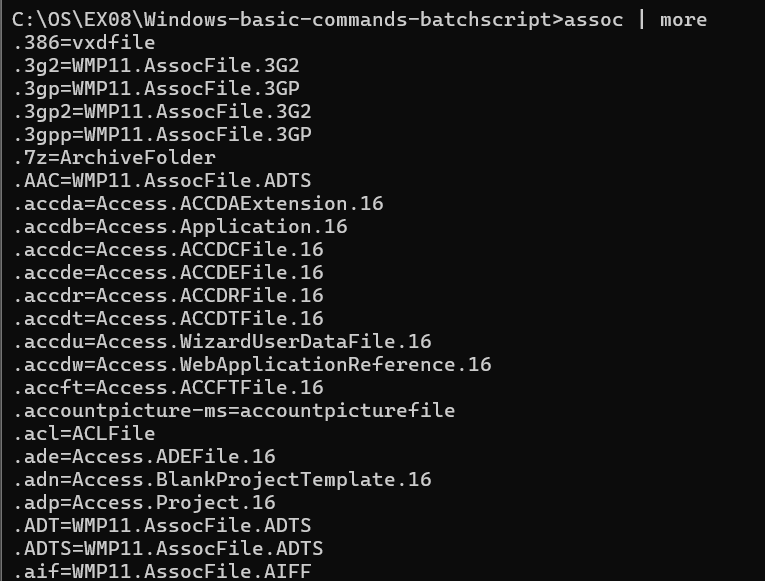 C:\OS\EX08\Windows-basic-commands-batchscript>assoc | more
.386=vxdfile
.3g2=WMP11.AssocFile.3G2
.3gp=WMP11.AssocFile.3GP
.3gp2=WMP11.AssocFile.3G2
.3gpp=WMP11.AssocFile.3GP
.7z=ArchiveFolder
.AAC=WMP11.AssocFile.ADTS
.accda=Access.ACCDAExtension.16
.accdb=Access.Application.16
.accdc=Access.ACCDCFile.16
.accde=Access.ACCDEFile.16
.accdr=Access.ACCDRFile.16
.accdt=Access.ACCDTFile.16
.accdu=Access.WizardUserDataFile.16
.accdw=Access.WebApplicationReference.16
.accft=Access.ACCFTFile.16
.accountpicture-ms=accountpicturefile
.acl=ACLFile
.ade=Access.ADEFile.16
.adn=Access.BlankProjectTemplate.16
.adp=Access.Project.16
.ADT=WMP11.AssocFile.ADTS
.ADTS=WMP11.AssocFile.ADTS
.aif=WMP11.AssocFile.AIFF